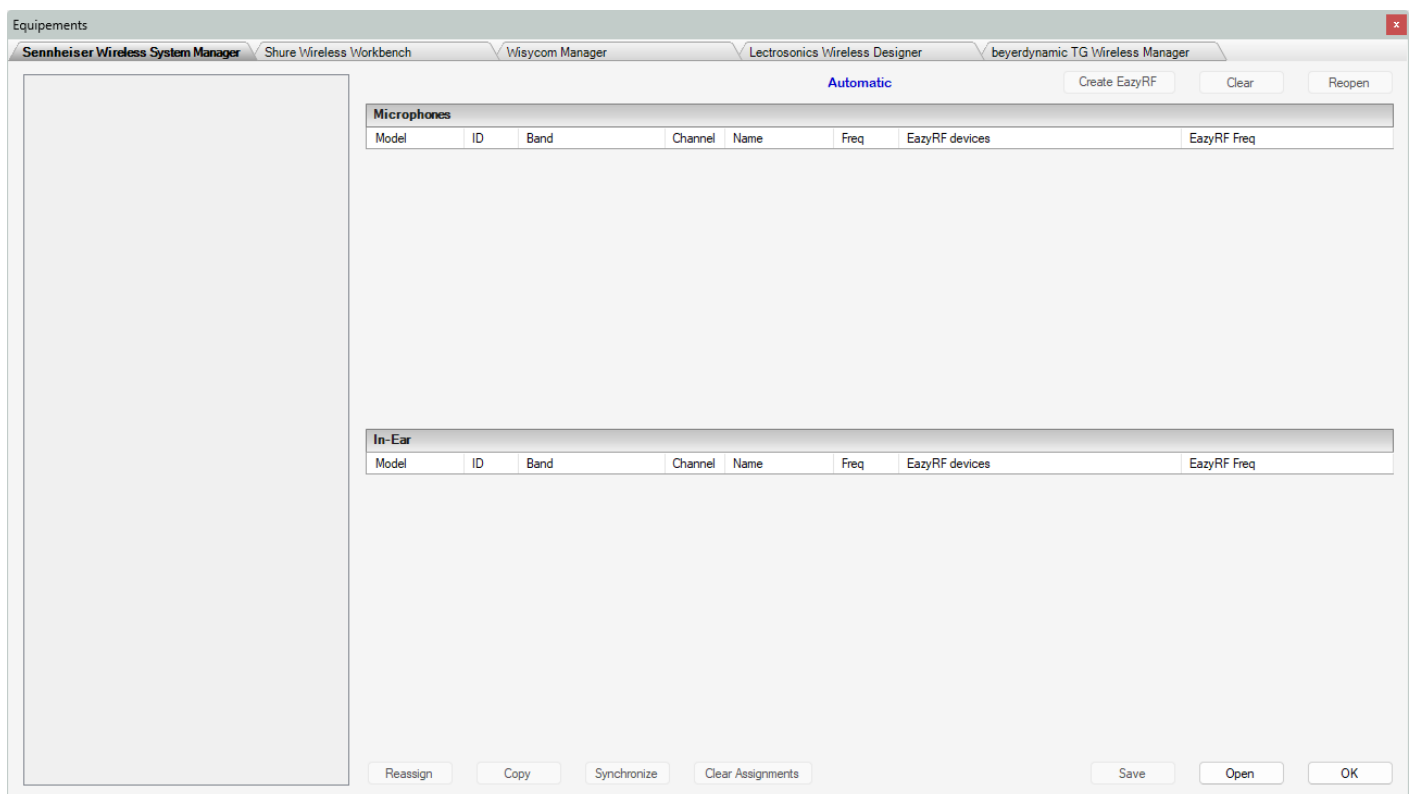 Equipements
x
Sennheiser Wireless System Manager Shure Wireless Workbench Wisycom Manager Lectrosonics Wireless Designer beyerdynamic TG Wireless Manager
Automatic Create EazyRF Clear Reopen
Microphones
Model ID Band Channel Name Freq EazyRF devices EazyRF Freq
In-Ear
Model ID Band Channel Name Freq EazyRF devices EazyRF Freq
Reassign Copy Synchronize Clear Assignments Save Open OK